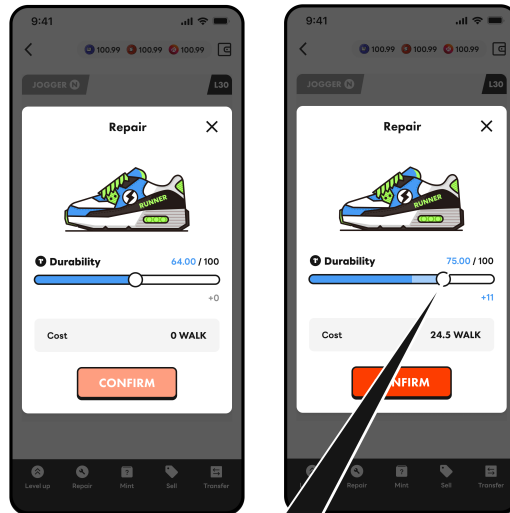 9:41
100.99 100.99 100.99
JOGGER N
L30
Repair
RUNNER
Durability 64.00 / 100
+0
Cost 0 WALK
CONFIRM
Level up Repair Mint Sell Transfer
9:41
100.99 100.99 100.99
JOGGER N
L30
Repair
RUNNER
Durability 75.00 / 100
+11
Cost 24.5 WALK
NFIRM
Repair Mint Sell Transfer